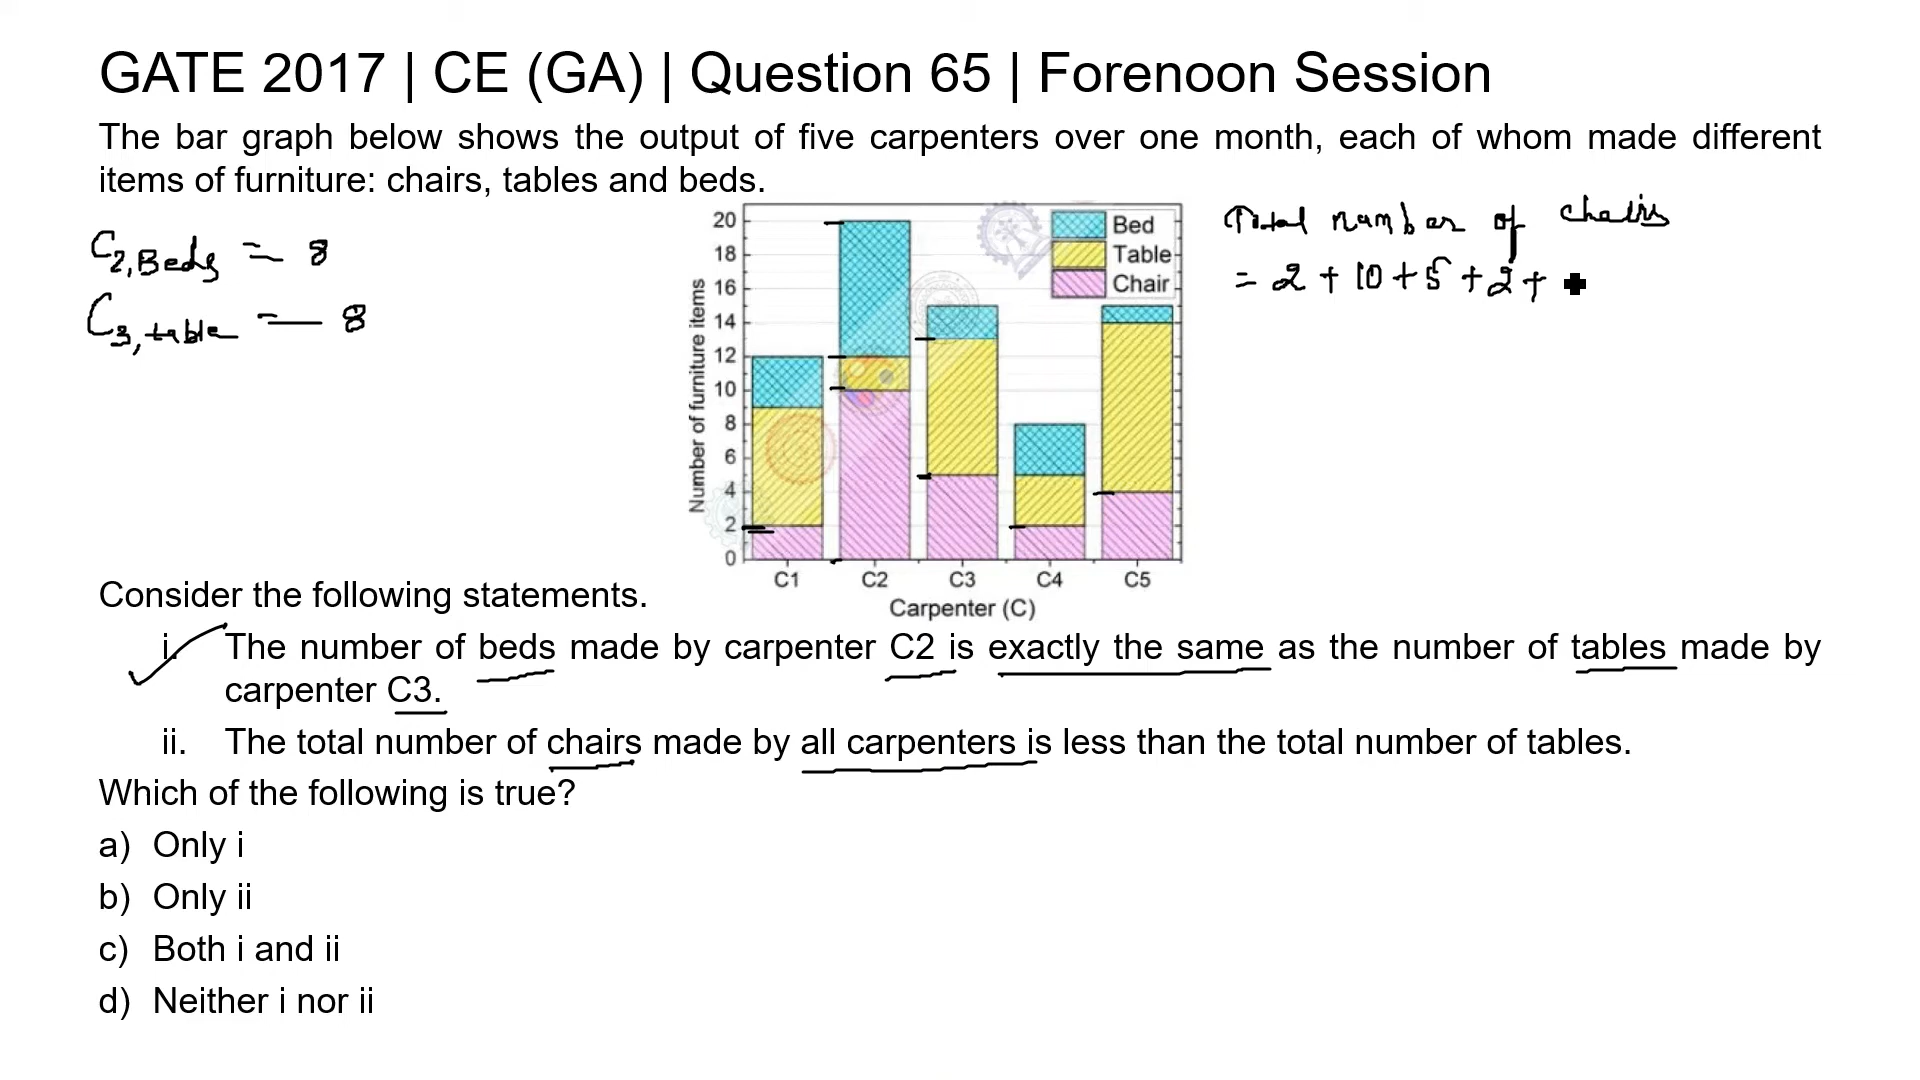 GATE 2017 | CE (GA) | Question 65 | Forenoon Session
The bar graph below shows the output of five carpenters over one month, each of whom made different
items of furniture: chairs, tables and beds.
C2,Beds = 8
C3,table = 8
Number of furniture items
20
18
16
14
12
10
8
6
4
2
0
Bed
Table
Chair
C1 C2 C3 C4 C5
Carpenter (C)
Total number of chairs
= 2 + 10 + 5 + 2 +
Consider the following statements.
i. The number of beds made by carpenter C2 is exactly the same as the number of tables made by
carpenter C3.
ii. The total number of chairs made by all carpenters is less than the total number of tables.
Which of the following is true?
a) Only i
b) Only ii
c) Both i and ii
d) Neither i nor ii